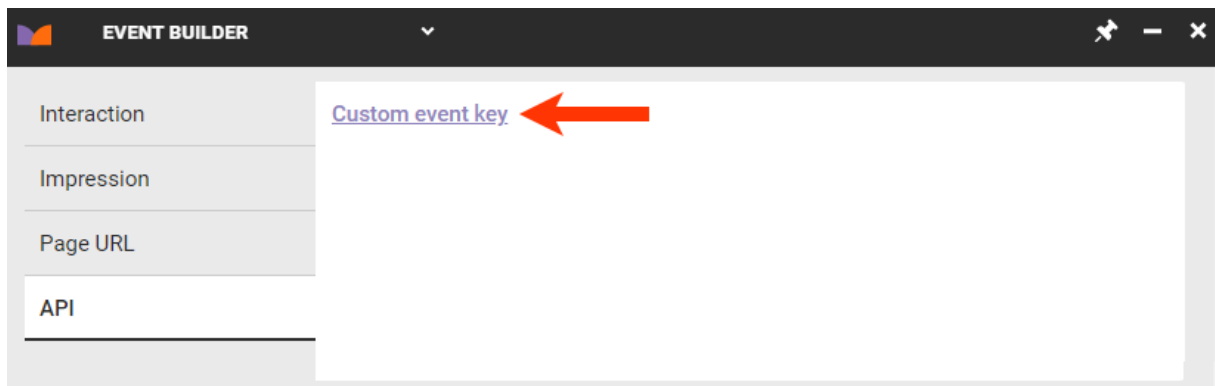 EVENT BUILDER
Interaction
Custom event key
Impression
Page URL
API